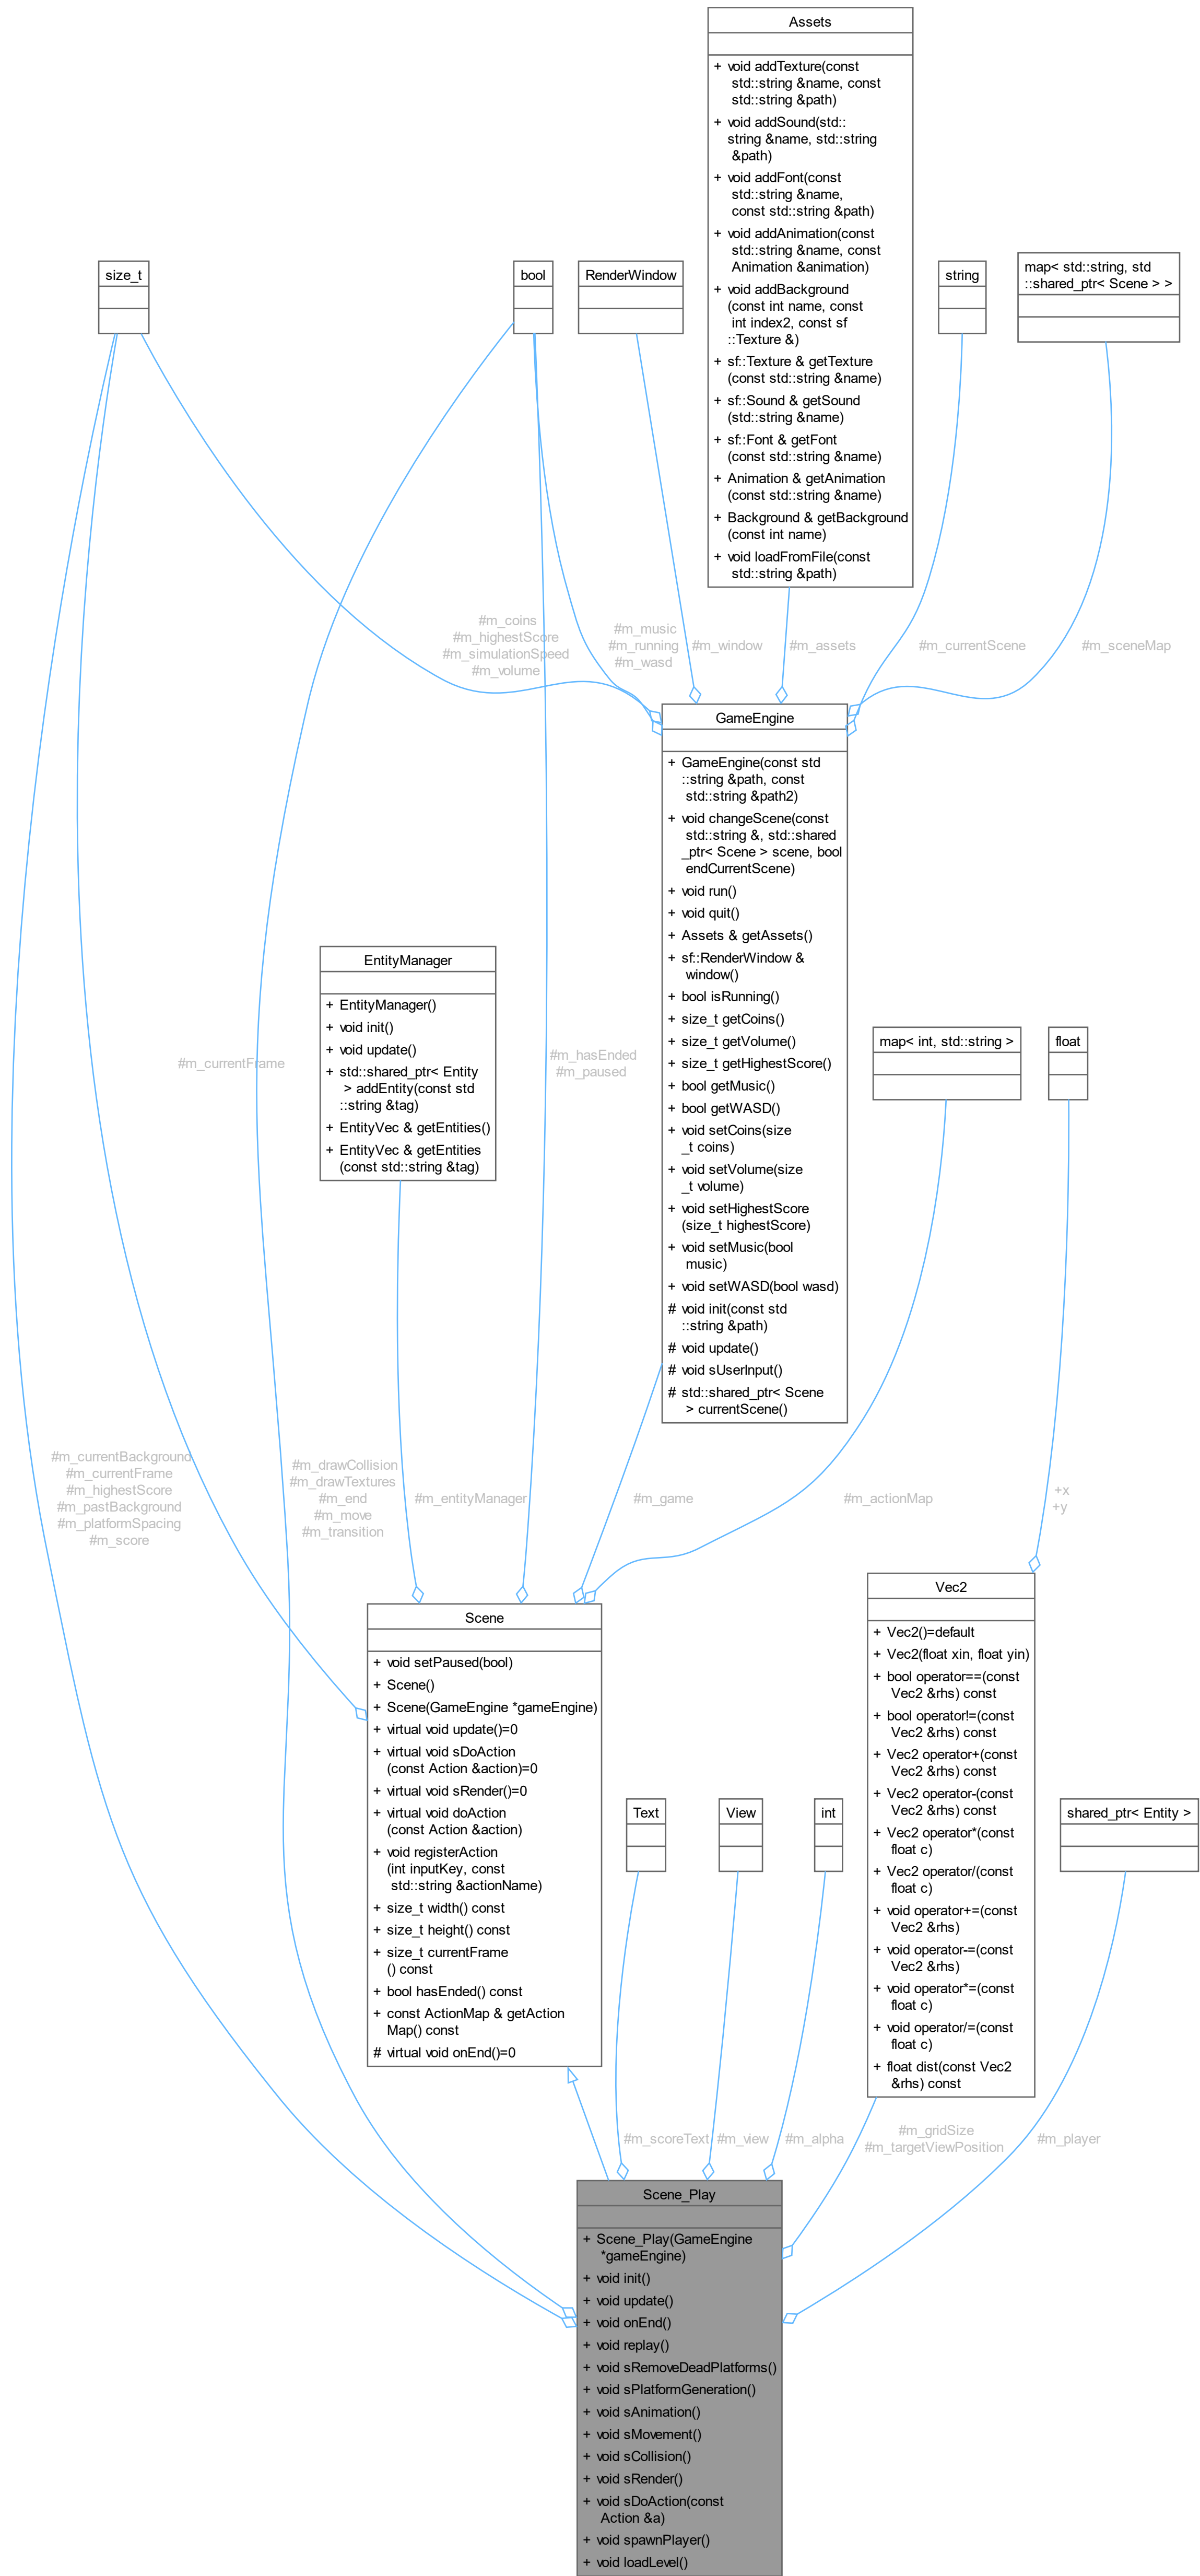 Assets
+ void addTexture(const
std::string &name, const
std::string &path)
+ void addSound(std::
string &name, std::string
&path)
+ void addFont(const
std::string &name,
const std::string &path)
+ void addAnimation(const
std::string &name, const
Animation &animation)
+ void addBackground
(const int name, const
int index2, const sf
::Texture &)
+ sf::Texture & getTexture
(const std::string &name)
+ sf::Sound & getSound
(std::string &name)
+ sf::Font & getFont
(const std::string &name)
+ Animation & getAnimation
(const std::string &name)
+ Background & getBackground
(const int name)
+ void loadFromFile(const
std::string &path)
size_t
bool
RenderWindow
string
map< std::string, std
::shared_ptr< Scene > >
#m_coins
#m_highestScore
#m_simulationSpeed
#m_volume
#m_music
#m_running
#m_wasd
#m_window
#m_assets
#m_currentScene
#m_sceneMap
GameEngine
+ GameEngine(const std
::string &path, const
std::string &path2)
+ void changeScene(const
std::string &, std::shared
_ptr< Scene > scene, bool
endCurrentScene)
+ void run()
+ void quit()
+ Assets & getAssets()
+ sf::RenderWindow &
window()
+ bool isRunning()
+ size_t getCoins()
+ size_t getVolume()
+ size_t getHighestScore()
+ bool getMusic()
+ bool getWASD()
+ void setCoins(size
_t coins)
+ void setVolume(size
_t volume)
+ void setHighestScore
(size_t highestScore)
+ void setMusic(bool
music)
+ void setWASD(bool wasd)
# void init(const std
::string &path)
# void update()
# void sUserInput()
# std::shared_ptr< Scene
> currentScene()
EntityManager
+ EntityManager()
+ void init()
+ void update()
+ std::shared_ptr< Entity
> addEntity(const std
::string &tag)
+ EntityVec & getEntities()
+ EntityVec & getEntities
(const std::string &tag)
map< int, std::string >
float
#m_currentFrame
#m_hasEnded
#m_paused
#m_currentBackground
#m_currentFrame
#m_highestScore
#m_pastBackground
#m_platformSpacing
#m_score
#m_drawCollision
#m_drawTextures
#m_end
#m_move
#m_transition
#m_entityManager
#m_game
#m_actionMap
+x
+y
Scene
+ void setPaused(bool)
+ Scene()
+ Scene(GameEngine *gameEngine)
+ virtual void update()=0
+ virtual void sDoAction
(const Action &action)=0
+ virtual void sRender()=0
+ virtual void doAction
(const Action &action)
+ void registerAction
(int inputKey, const
std::string &actionName)
+ size_t width() const
+ size_t height() const
+ size_t currentFrame
() const
+ bool hasEnded() const
+ const ActionMap & getAction
Map() const
# virtual void onEnd()=0
Vec2
+ Vec2()=default
+ Vec2(float xin, float yin)
+ bool operator==(const
Vec2 &rhs) const
+ bool operator!=(const
Vec2 &rhs) const
+ Vec2 operator+(const
Vec2 &rhs) const
+ Vec2 operator-(const
Vec2 &rhs) const
+ Vec2 operator*(const
float c)
+ Vec2 operator/(const
float c)
+ void operator+=(const
Vec2 &rhs)
+ void operator-=(const
Vec2 &rhs)
+ void operator*=(const
float c)
+ void operator/=(const
float c)
+ float dist(const Vec2
&rhs) const
Text
View
int
shared_ptr< Entity >
#m_scoreText
#m_view
#m_alpha
#m_gridSize
#m_targetViewPosition
#m_player
Scene_Play
+ Scene_Play(GameEngine
*gameEngine)
+ void init()
+ void update()
+ void onEnd()
+ void replay()
+ void sRemoveDeadPlatforms()
+ void sPlatformGeneration()
+ void sAnimation()
+ void sMovement()
+ void sCollision()
+ void sRender()
+ void sDoAction(const
Action &a)
+ void spawnPlayer()
+ void loadLevel()